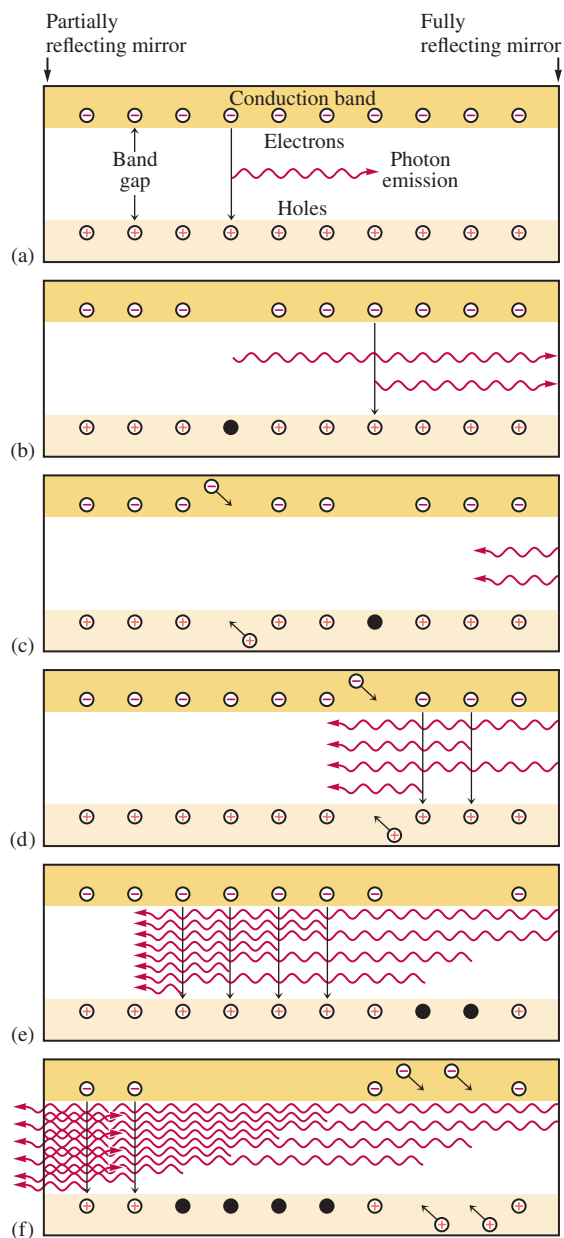 Partially
reflecting mirror
Fully
reflecting mirror
Conduction band
Electrons
Band
gap
Photon
emission
Holes
(a)
(b)
(c)
(d)
(e)
(f)